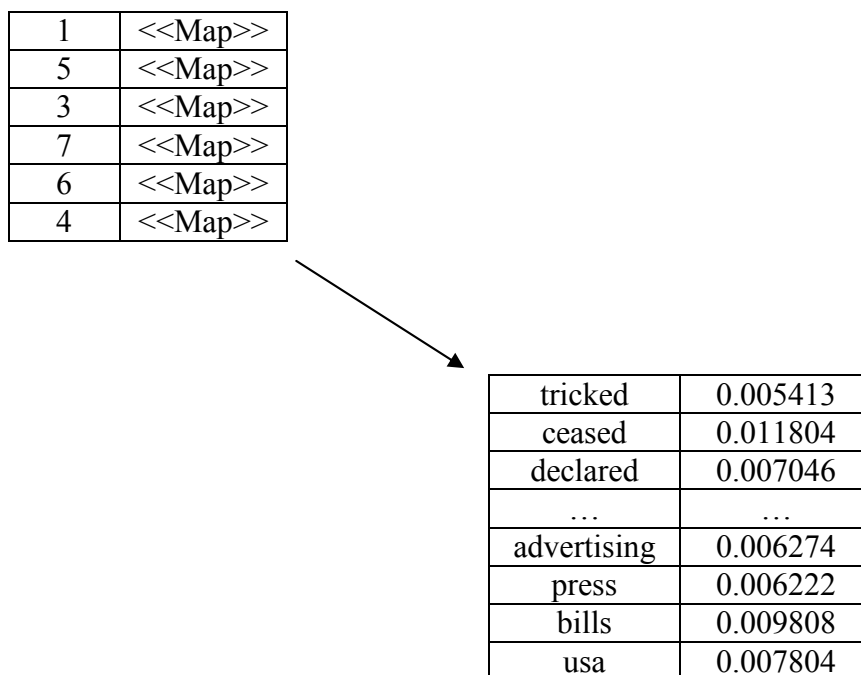 1 <<Map>>
5 <<Map>>
3 <<Map>>
7 <<Map>>
6 <<Map>>
4 <<Map>>
tricked 0.005413
ceased 0.011804
declared 0.007046
… …
advertising 0.006274
press 0.006222
bills 0.009808
usa 0.007804